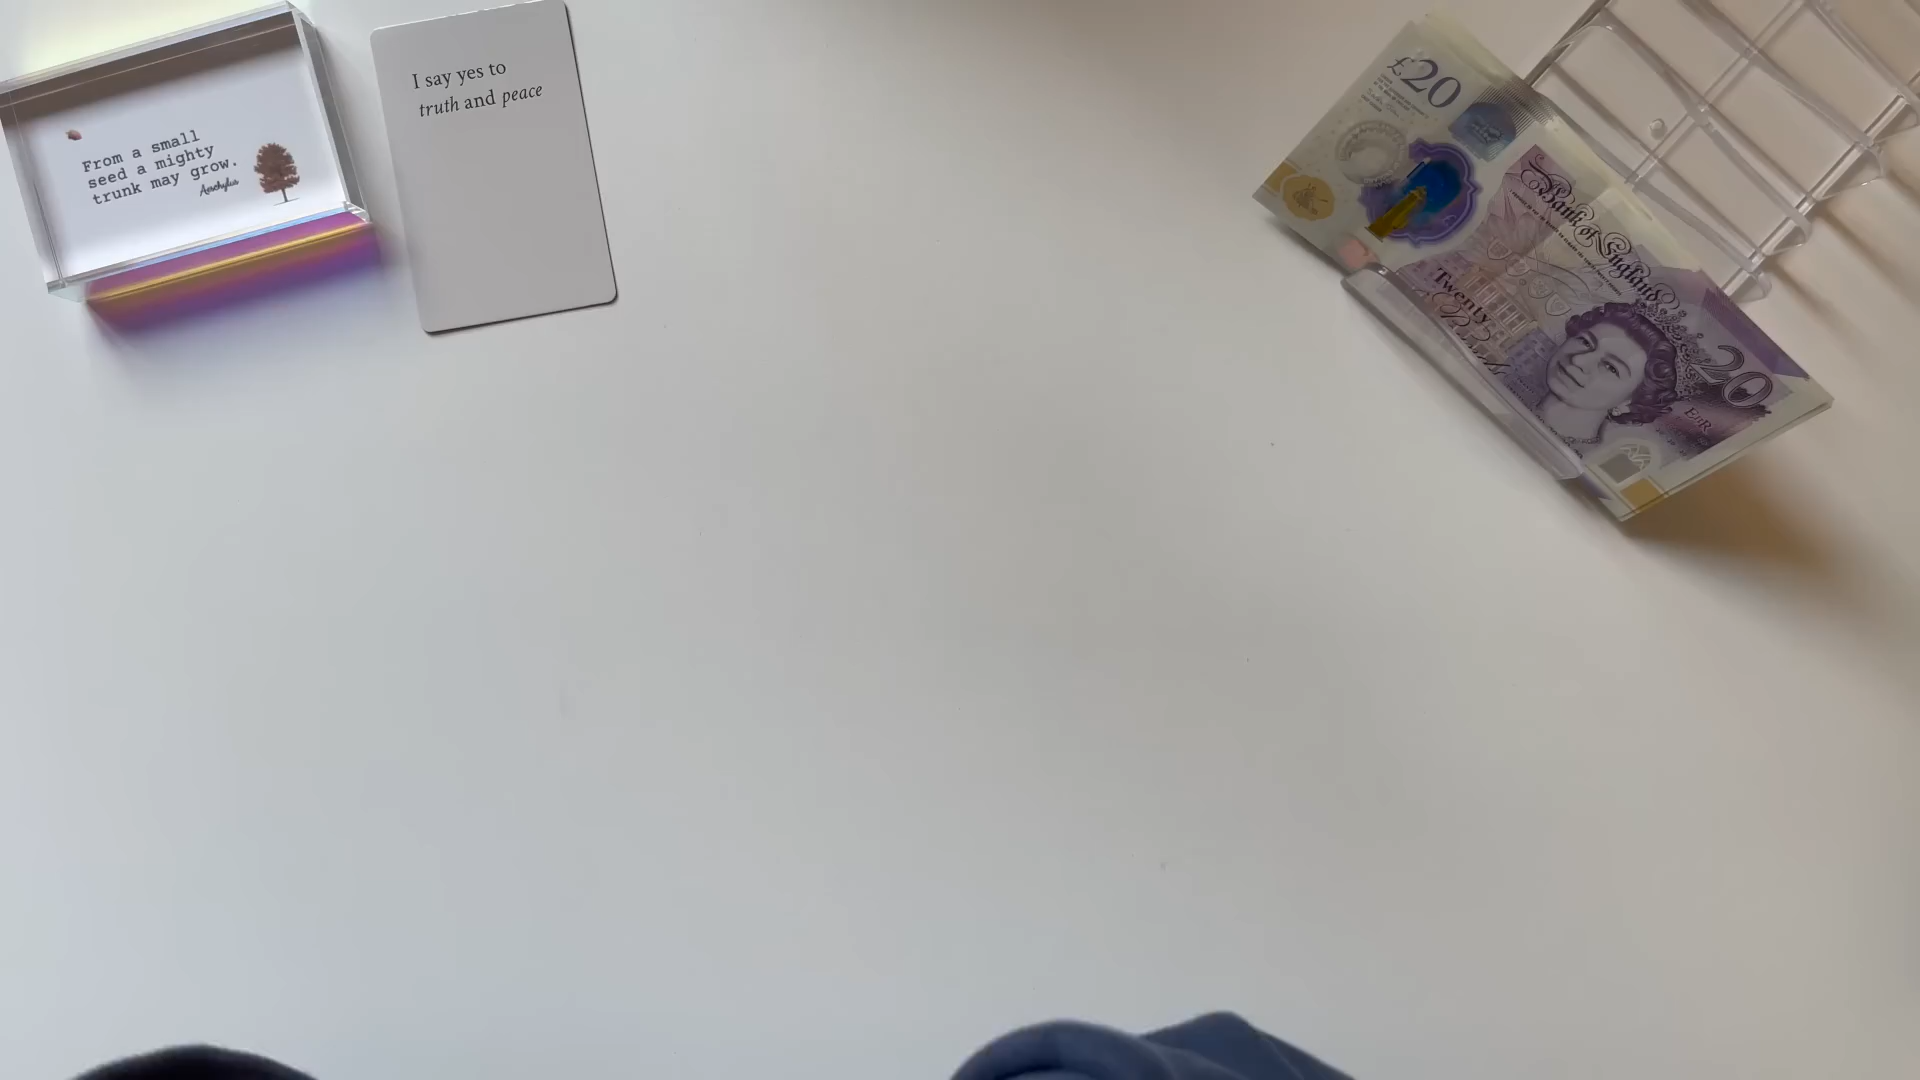 From a small
seed a mighty
trunk may grow.
Aeschylus
I say yes to
truth and peace
£20
Bank of England
Twenty
Pounds
20
EIIR